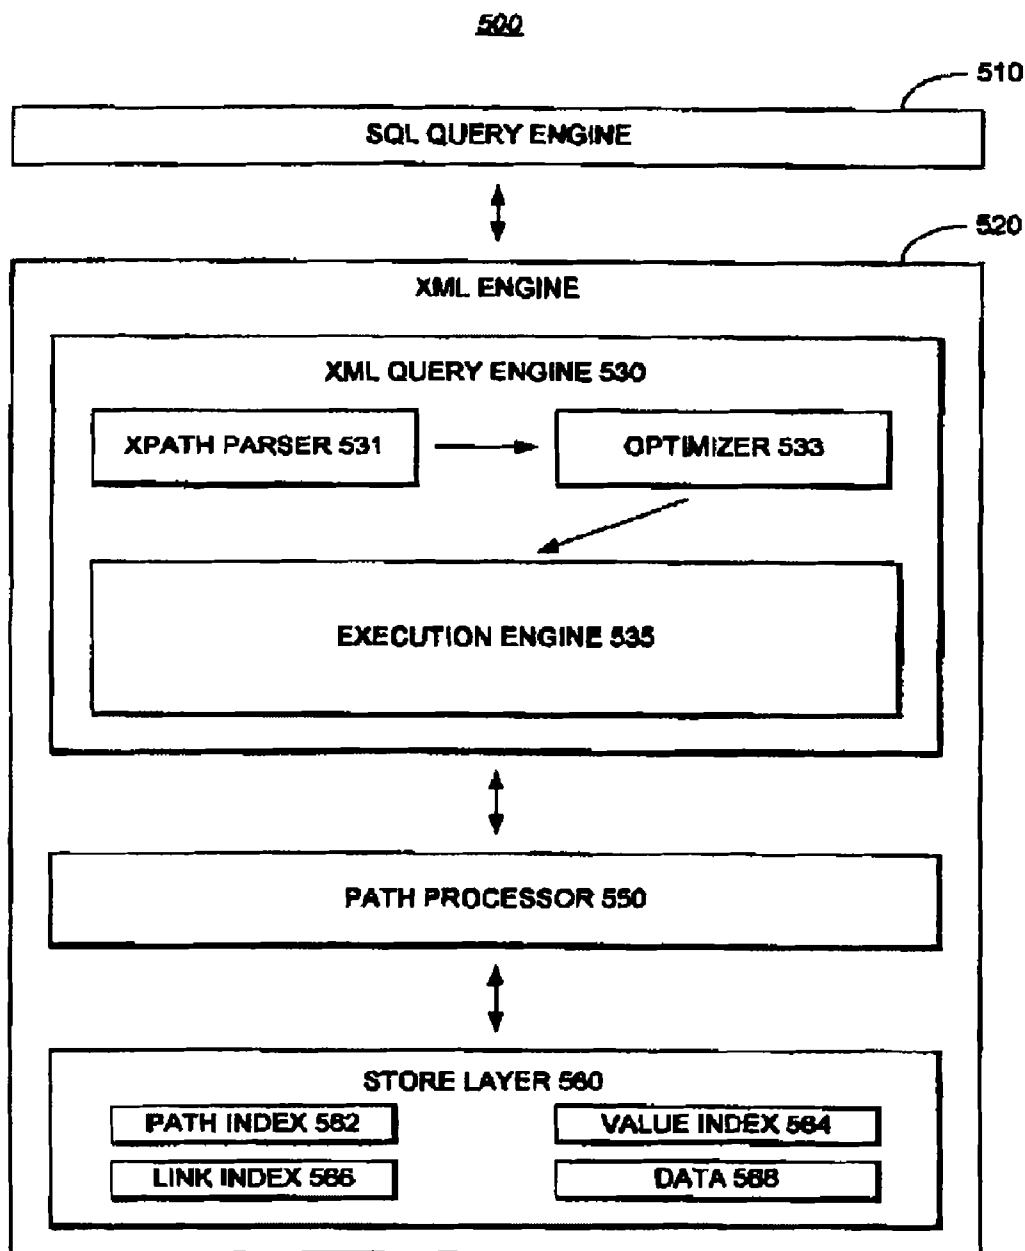 500
510
SQL QUERY ENGINE
520
XML ENGINE
XML QUERY ENGINE 530
XPATH PARSER 531
OPTIMIZER 533
EXECUTION ENGINE 535
PATH PROCESSOR 550
STORE LAYER 560
PATH INDEX 562
VALUE INDEX 564
LINK INDEX 566
DATA 568